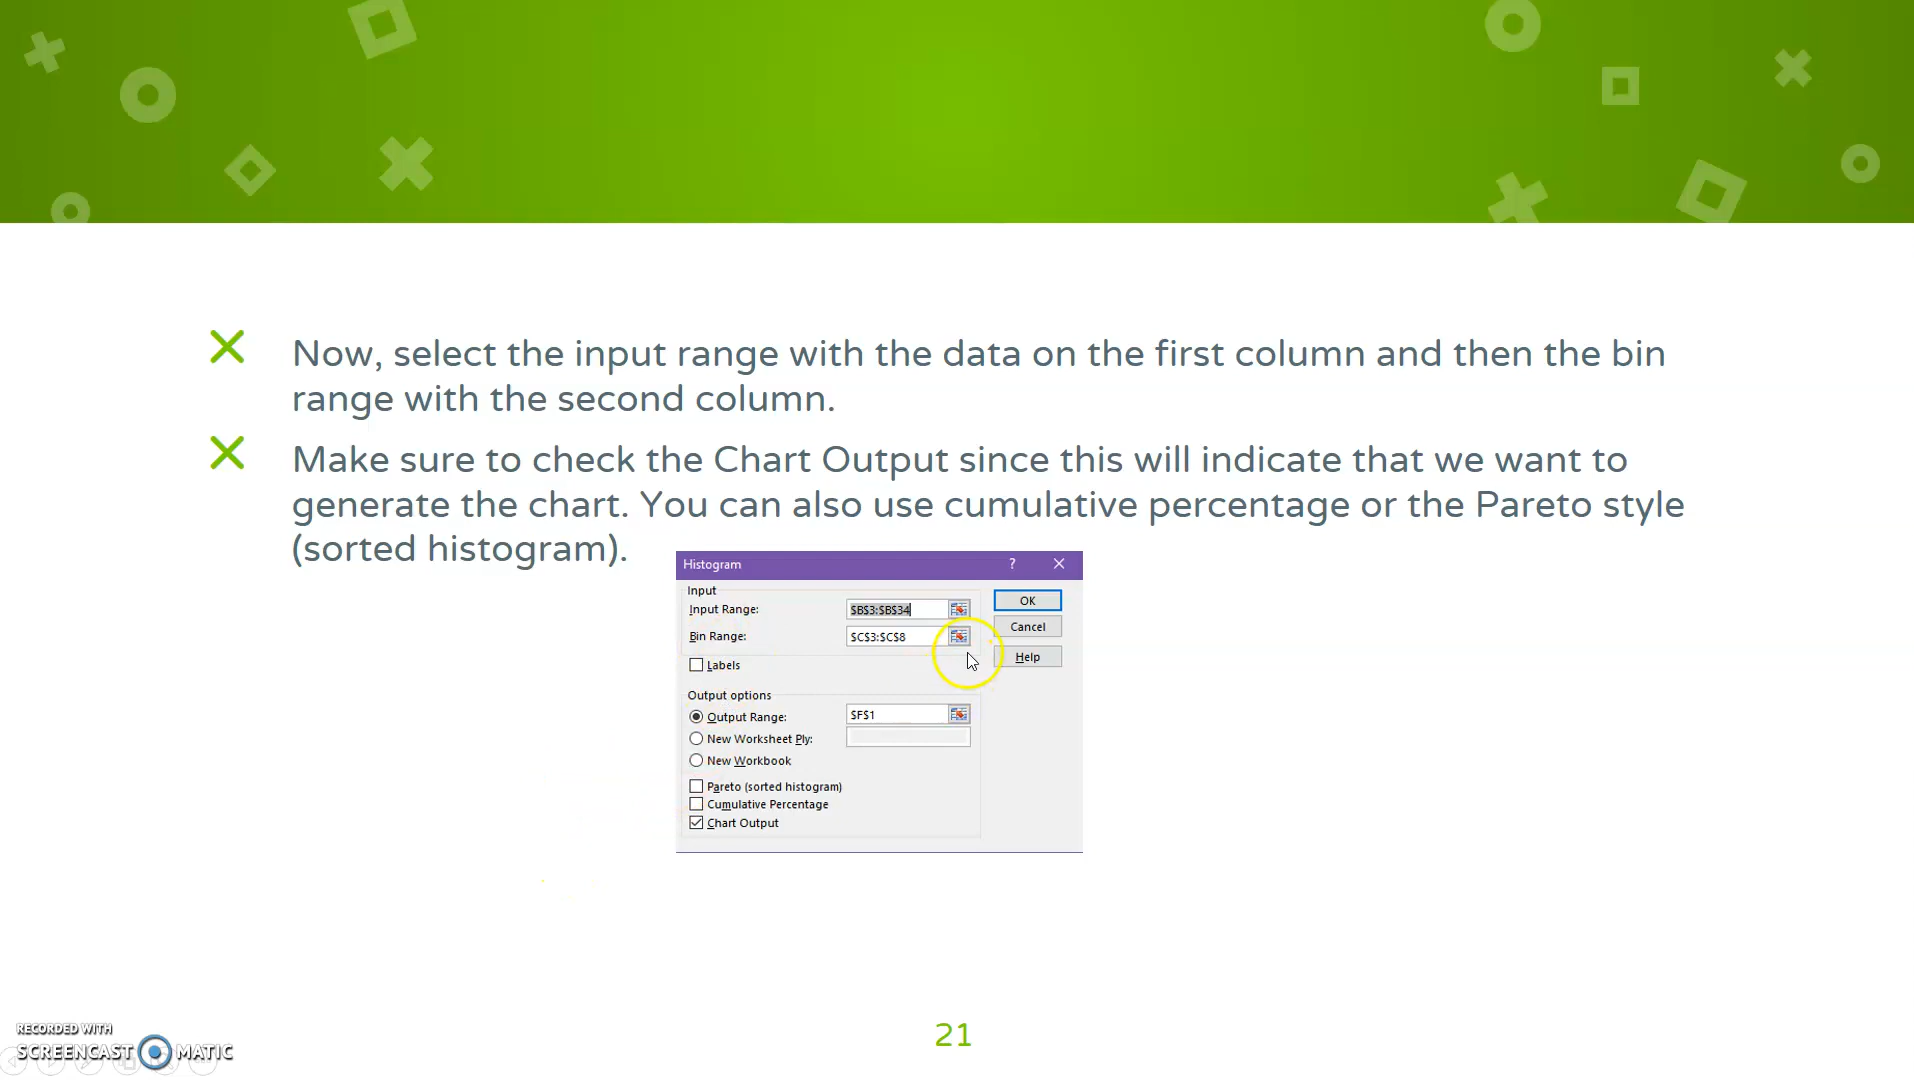 Now, select the input range with the data on the first column and then the bin
range with the second column.
Make sure to check the Chart Output since this will indicate that we want to
generate the chart. You can also use cumulative percentage or the Pareto style
(sorted histogram).
Histogram ?
Input
Input Range: $B$3:$B$34 OK
Bin Range: $C$3:$C$8 Cancel
Labels Help
Output options
Output Range: $F$1
New Worksheet Ply:
New Workbook
Pareto (sorted histogram)
Cumulative Percentage
Chart Output
21
RECORDED WITH
SCREENCAST MATIC